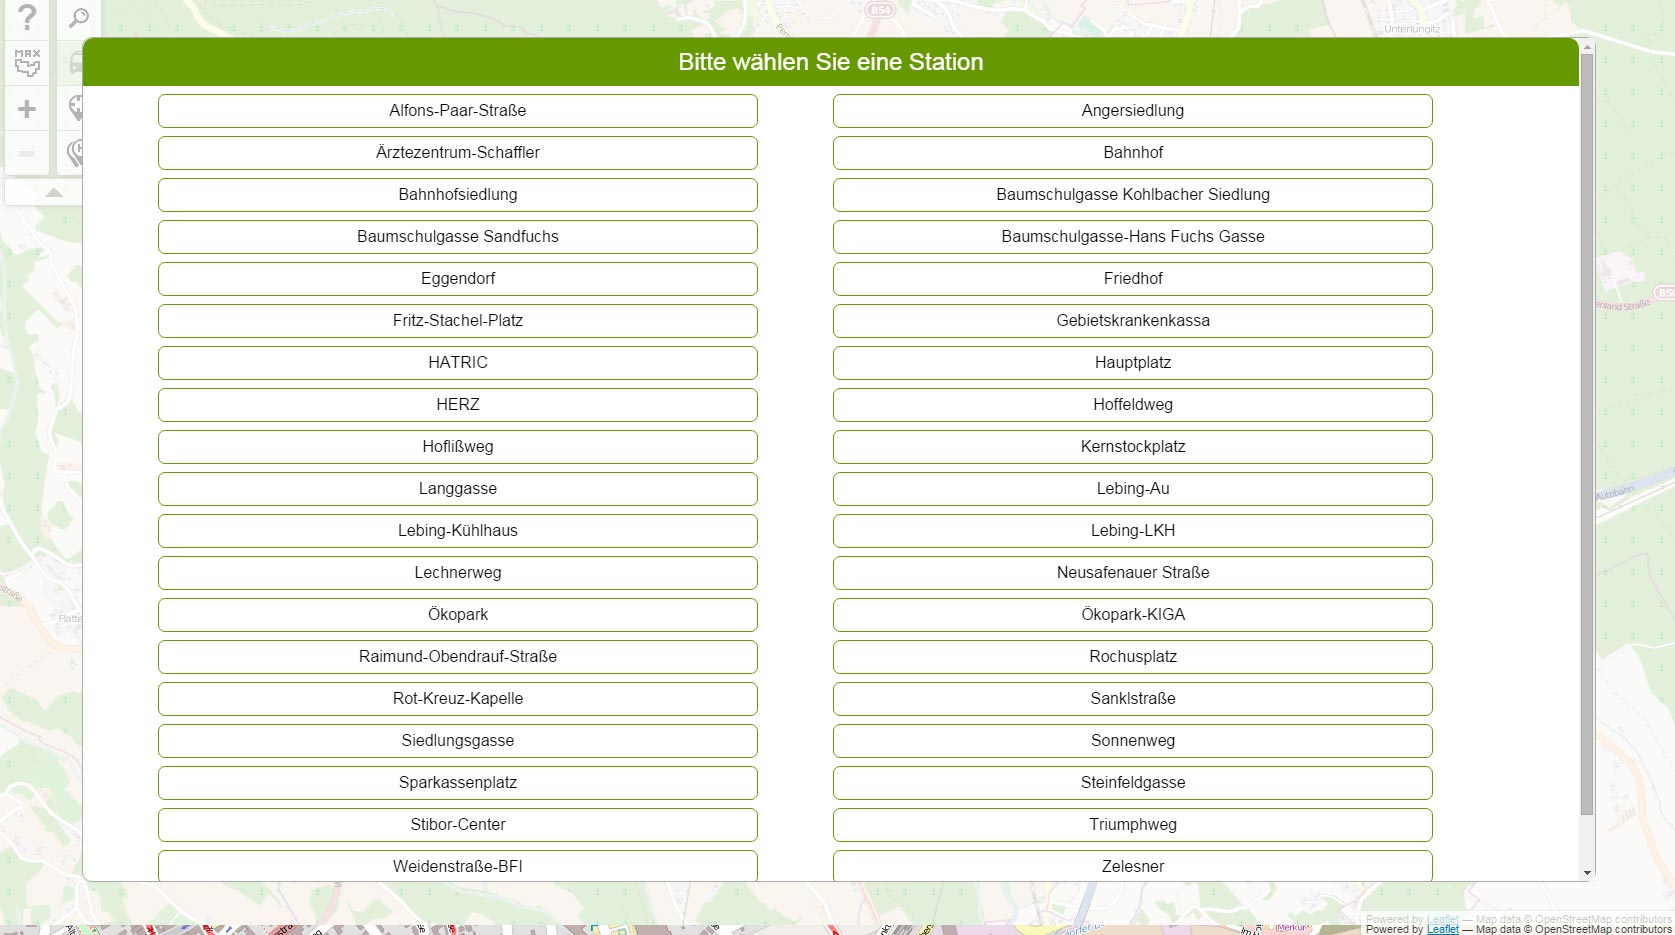 B54
Unterlungitz
?
MAX
Bitte wählen Sie eine Station
Alfons-Paar-Straße
Angersiedlung
Ärztezentrum-Schaffler
Bahnhof
Bahnhofsiedlung
Baumschulgasse Kohlbacher Siedlung
Baumschulgasse Sandfuchs
Baumschulgasse-Hans Fuchs Gasse
Eggendorf
Friedhof
Fritz-Stachel-Platz
Gebietskrankenkassa
HATRIC
Hauptplatz
HERZ
Hoffeldweg
Hoflißweg
Kernstockplatz
Langgasse
Lebing-Au
Lebing-Kühlhaus
Lebing-LKH
Lechnerweg
Neusafenauer Straße
Ökopark
Ökopark-KIGA
Raimund-Obendrauf-Straße
Rochusplatz
Rot-Kreuz-Kapelle
Sanklstraße
Siedlungsgasse
Sonnenweg
Sparkassenplatz
Steinfeldgasse
Stibor-Center
Triumphweg
Weidenstraße-BFI
Zelesner
Autobahn
Merkur
Powered by Leaflet — Map data © OpenStreetMap contributors
Powered by Leaflet — Map data © OpenStreetMap contributors